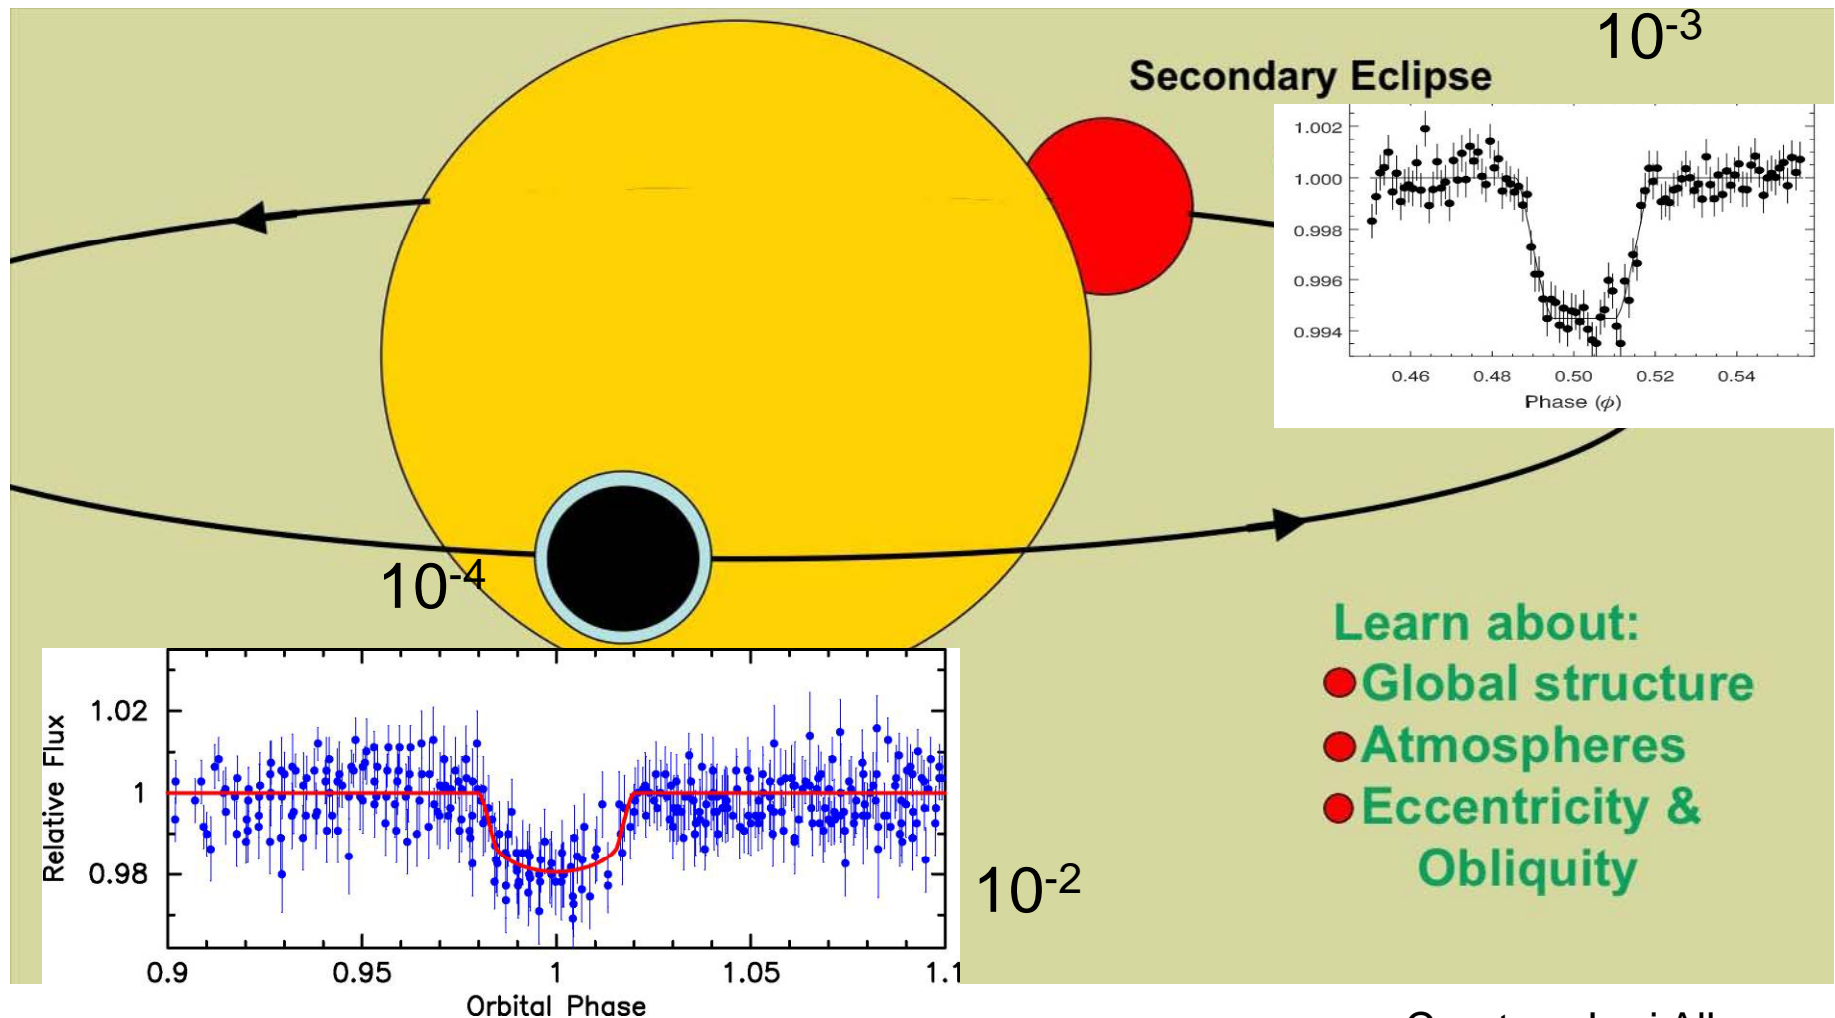 10-3
Secondary Eclipse
1.002
1.000
0.998
0.996
0.994
0.46 0.48 0.50 0.52 0.54
Phase (ϕ)
10-4
Learn about:
Global structure
Atmospheres
Eccentricity &
Obliquity
Relative Flux
1.02
1
0.98
10-2
0.9 0.95 1 1.05 1.1
Orbital Phase